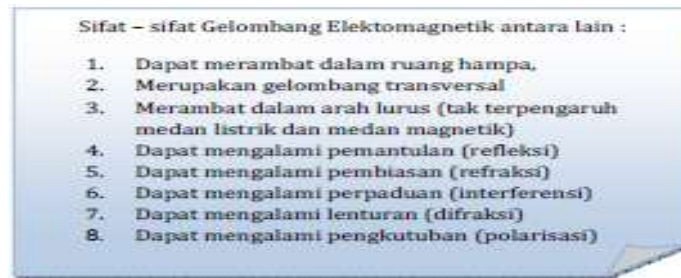 Sifat – sifat Gelombang Elektomagnetik antara lain :
1. Dapat merambat dalam ruang hampa,
2. Merupakan gelombang transversal
3. Merambat dalam arah lurus (tak terpengaruh
medan listrik dan medan magnetik)
4. Dapat mengalami pemantulan (refleksi)
5. Dapat mengalami pembiasan (refraksi)
6. Dapat mengalami perpaduan (interferensi)
7. Dapat mengalami lenturan (difraksi)
8. Dapat mengalami pengkutuban (polarisasi)